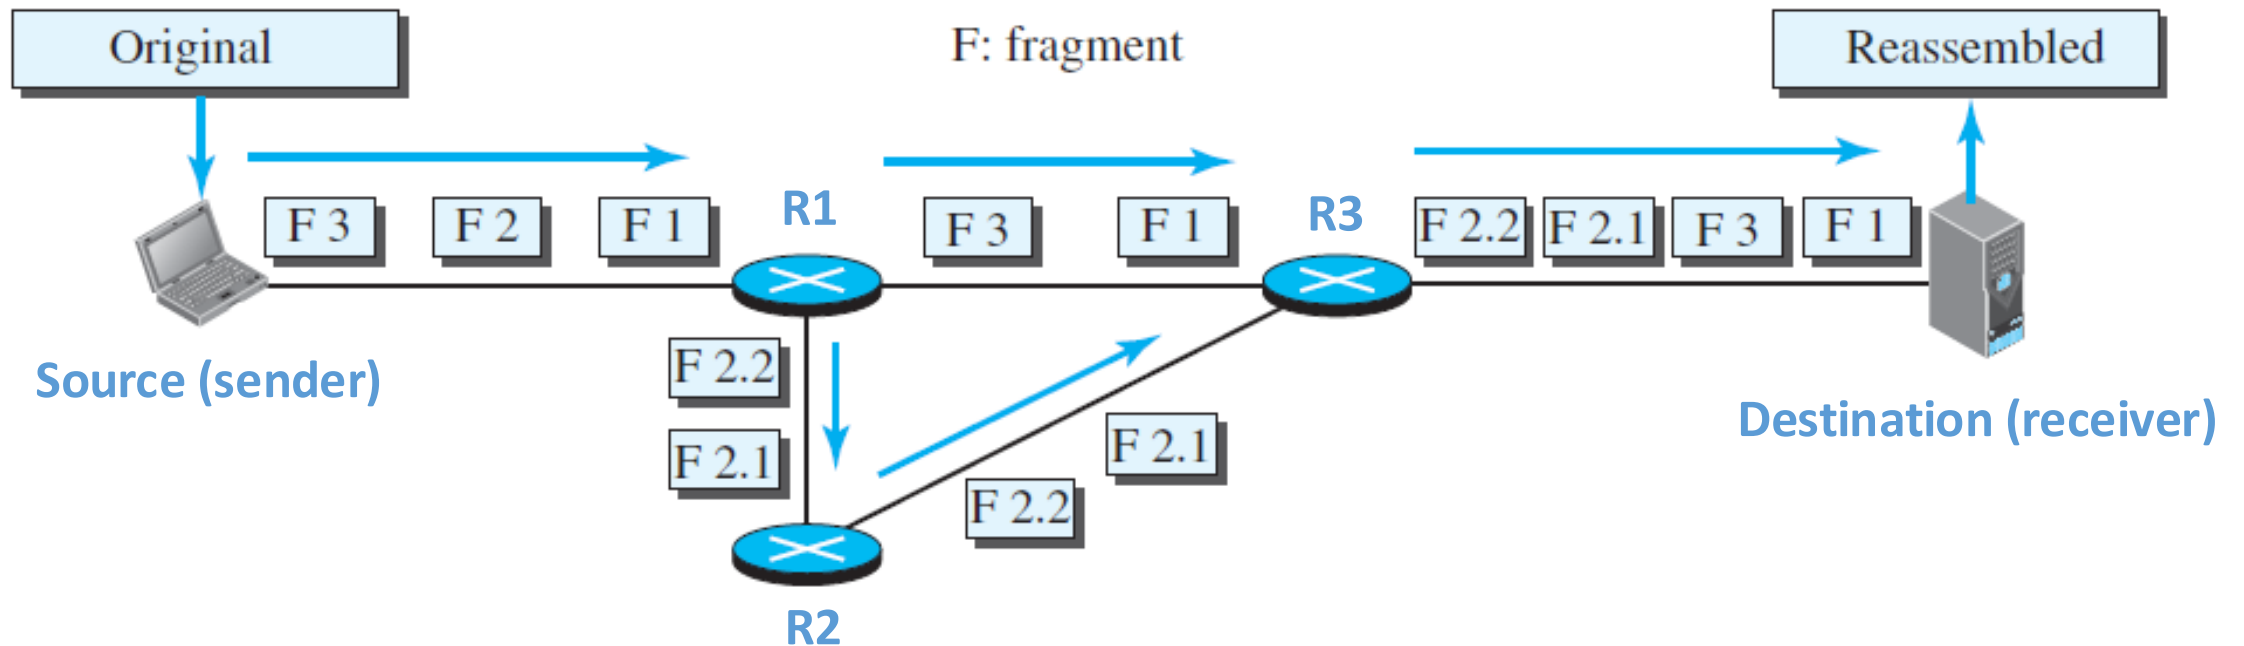 Original
F: fragment
Reassembled
F 3
F 2
F 1
R1
F 3
F 1
R3
F 2.2
F 2.1
F 3
F 1
F 2.2
F 2.1
Source (sender)
F 2.1
F 2.2
Destination (receiver)
R2